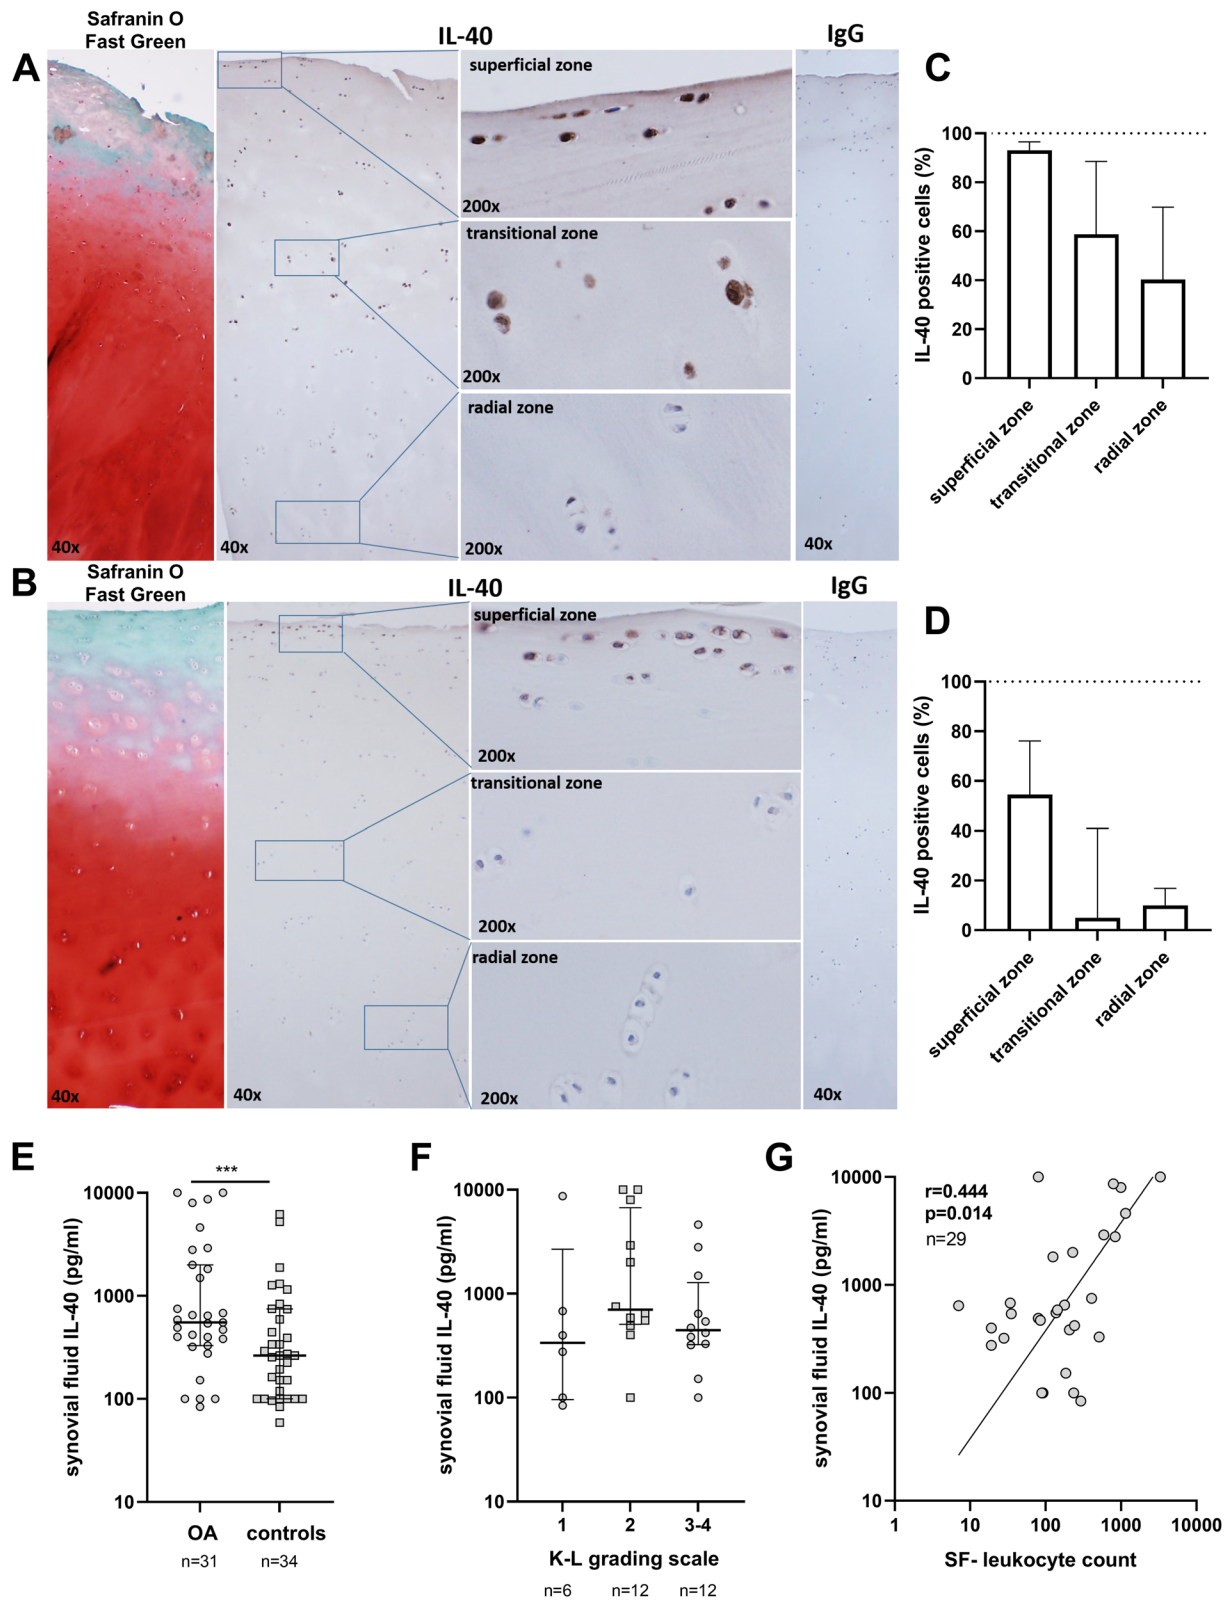 Safranin O
Fast Green
IL-40
IgG
A
superficial zone
200x
transitional zone
200x
radial zone
200x
40x
40x
40x
C
IL-40 positive cells (%)
100
80
60
40
20
0
superficial zone
transitional zone
radial zone
B
Safranin O
Fast Green
IL-40
IgG
superficial zone
200x
transitional zone
200x
radial zone
200x
40x
40x
40x
D
IL-40 positive cells (%)
100
80
60
40
20
0
superficial zone
transitional zone
radial zone
E
***
synovial fluid IL-40 (pg/ml)
10000
1000
100
10
OA
controls
n=31
n=34
F
synovial fluid IL-40 (pg/ml)
10000
1000
100
10
1
2
3-4
K-L grading scale
n=6
n=12
n=12
G
synovial fluid IL-40 (pg/ml)
10000
1000
100
10
r=0.444
p=0.014
n=29
1
10
100
1000
10000
SF- leukocyte count